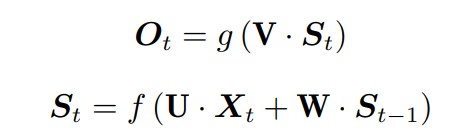 O_t = g (V · S_t)
S_t = f (U · X_t + W · S_{t−1})